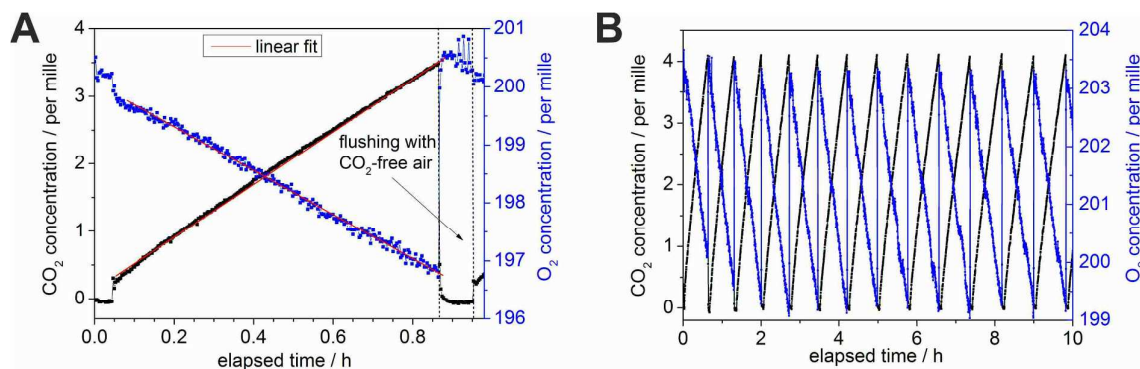 A
CO2 concentration / per mille
4
3
2
1
0
linear fit
flushing with
CO2-free air
201
200
199
198
197
196
O2 concentration / per mille
0.0 0.2 0.4 0.6 0.8
elapsed time / h
B
CO2 concentration / per mille
4
3
2
1
0
204
203
202
201
200
199
O2 concentration / per mille
0 2 4 6 8 10
elapsed time / h